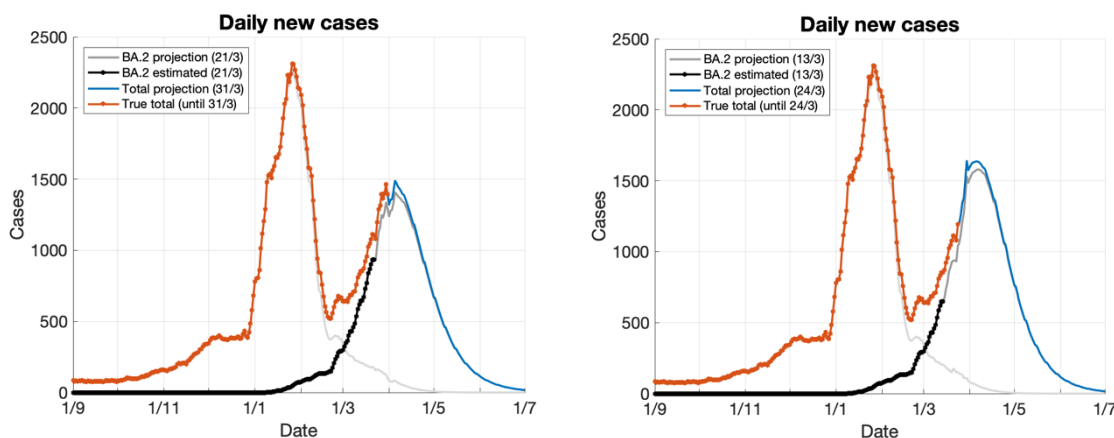 Daily new cases
2500
2000
1500
1000
500
0
Cases
BA.2 projection (21/3)
BA.2 estimated (21/3)
Total projection (31/3)
True total (until 31/3)
1/9
1/11
1/1
1/3
1/5
1/7
Date
Daily new cases
2500
2000
1500
1000
500
0
Cases
BA.2 projection (13/3)
BA.2 estimated (13/3)
Total projection (24/3)
True total (until 24/3)
1/9
1/11
1/1
1/3
1/5
1/7
Date